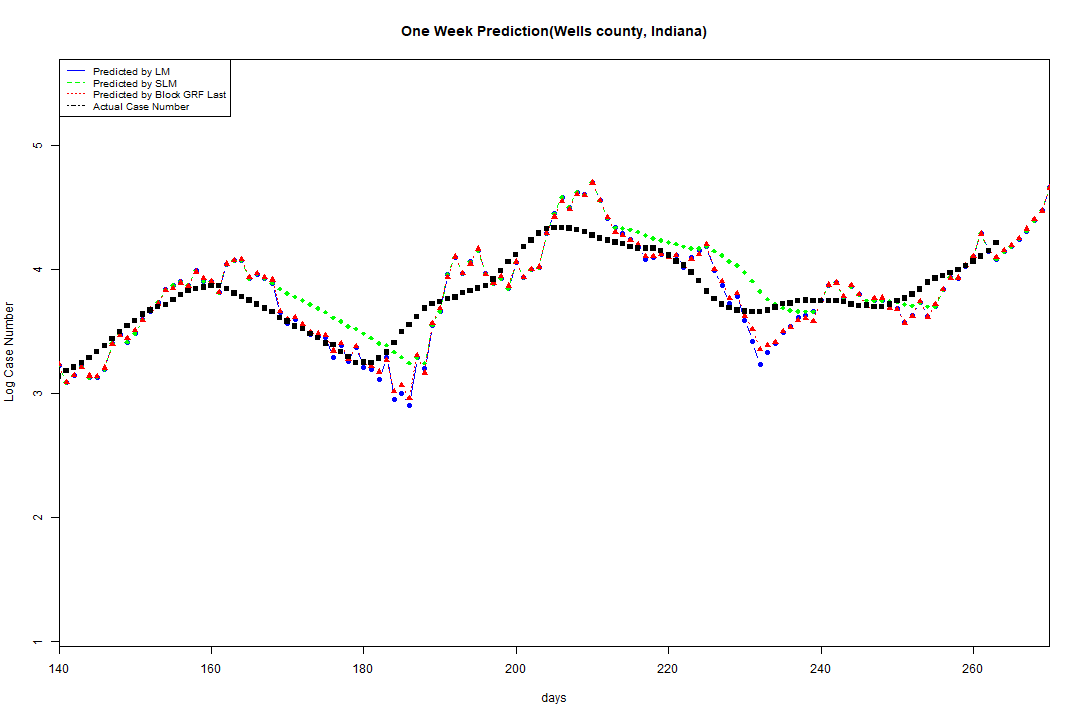 One Week Prediction(Wells county, Indiana)
Predicted by LM
Predicted by SLM
Predicted by Block GRF Last
Actual Case Number
5
4
3
2
1
Log Case Number
140 160 180 200 220 240 260
days